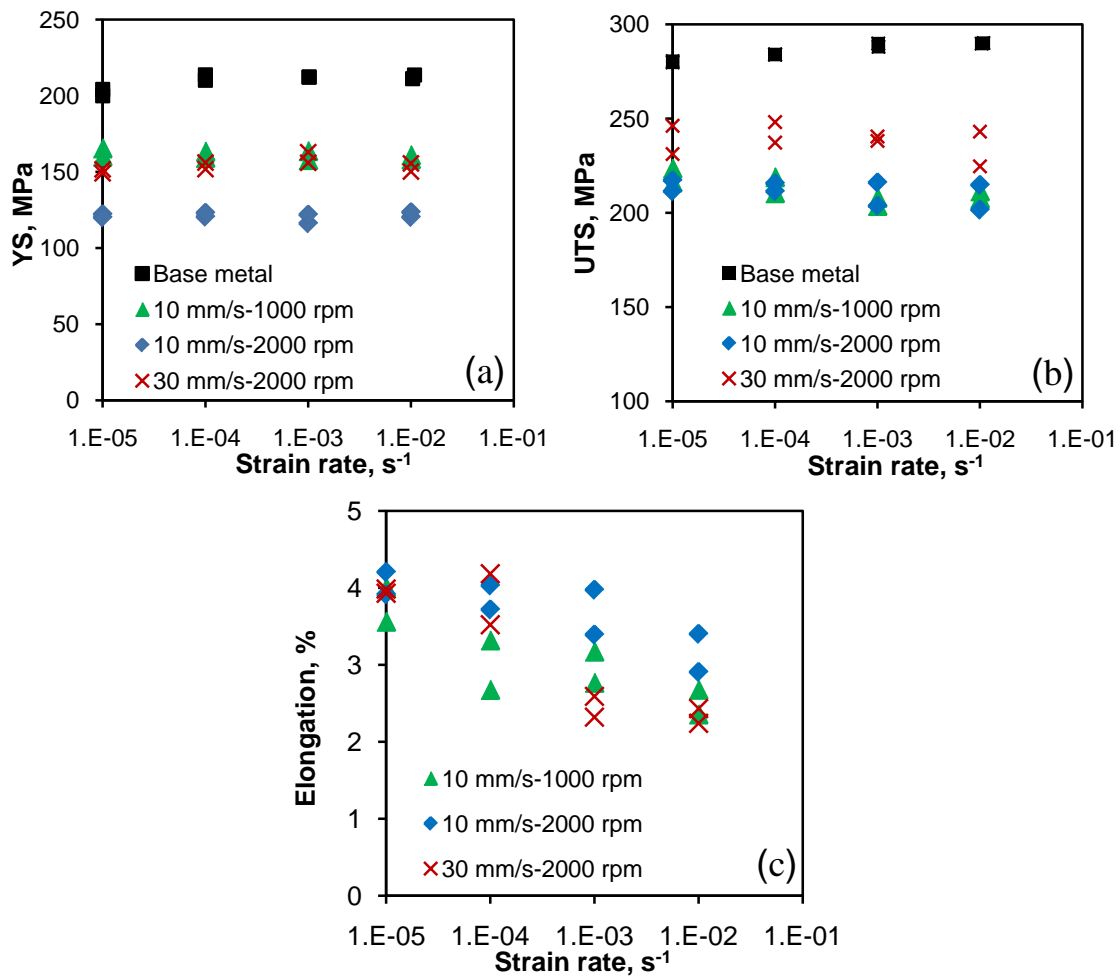 250
200
150
100
50
0
YS, MPa
Base metal
10 mm/s-1000 rpm
10 mm/s-2000 rpm
30 mm/s-2000 rpm
(a)
1.E-05 1.E-04 1.E-03 1.E-02 1.E-01
Strain rate, s⁻¹
300
250
200
150
100
UTS, MPa
Base metal
10 mm/s-1000 rpm
10 mm/s-2000 rpm
30 mm/s-2000 rpm
(b)
1.E-05 1.E-04 1.E-03 1.E-02 1.E-01
Strain rate, s⁻¹
5
4
3
2
1
0
Elongation, %
10 mm/s-1000 rpm
10 mm/s-2000 rpm
30 mm/s-2000 rpm
(c)
1.E-05 1.E-04 1.E-03 1.E-02 1.E-01
Strain rate, s⁻¹